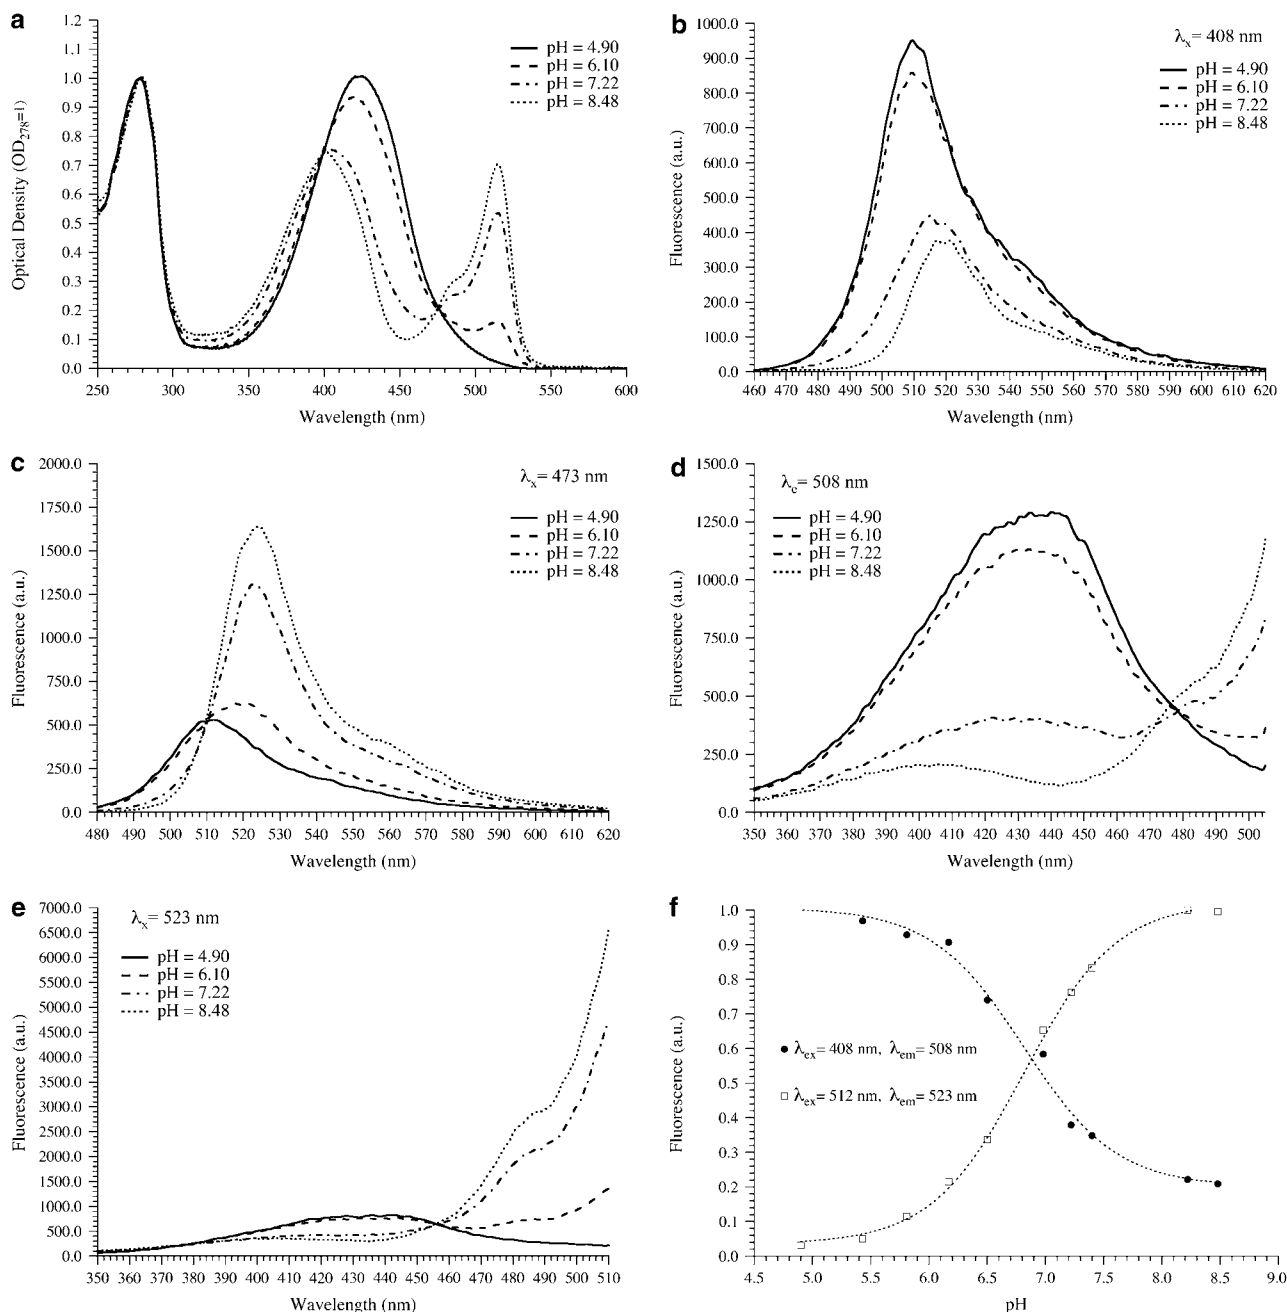 a
1.2
1.1
1.0
0.9
0.8
0.7
0.6
0.5
0.4
0.3
0.2
0.1
0.0
250 300 350 400 450 500 550 600
Optical Density (OD278=1)
Wavelength (nm)
pH = 4.90
pH = 6.10
pH = 7.22
pH = 8.48
b
1000.0
900.0
800.0
700.0
600.0
500.0
400.0
300.0
200.0
100.0
0.0
460 470 480 490 500 510 520 530 540 550 560 570 580 590 600 610 620
Fluorescence (a.u.)
Wavelength (nm)
λx= 408 nm
pH = 4.90
pH = 6.10
pH = 7.22
pH = 8.48
c
2000.0
1750.0
1500.0
1250.0
1000.0
750.0
500.0
250.0
0.0
480 490 500 510 520 530 540 550 560 570 580 590 600 610 620
Fluorescence (a.u.)
Wavelength (nm)
λx= 473 nm
pH = 4.90
pH = 6.10
pH = 7.22
pH = 8.48
d
1500.0
1250.0
1000.0
750.0
500.0
250.0
0.0
350 360 370 380 390 400 410 420 430 440 450 460 470 480 490 500
Fluorescence (a.u.)
Wavelength (nm)
λe= 508 nm
pH = 4.90
pH = 6.10
pH = 7.22
pH = 8.48
e
7000.0
6500.0
6000.0
5500.0
5000.0
4500.0
4000.0
3500.0
3000.0
2500.0
2000.0
1500.0
1000.0
500.0
0.0
350 360 370 380 390 400 410 420 430 440 450 460 470 480 490 500 510
Fluorescence (a.u.)
Wavelength (nm)
λx= 523 nm
pH = 4.90
pH = 6.10
pH = 7.22
pH = 8.48
f
1.0
0.9
0.8
0.7
0.6
0.5
0.4
0.3
0.2
0.1
0.0
4.5 5.0 5.5 6.0 6.5 7.0 7.5 8.0 8.5 9.0
Fluorescence (a.u.)
pH
λex= 408 nm, λem= 508 nm
λex= 512 nm, λem= 523 nm